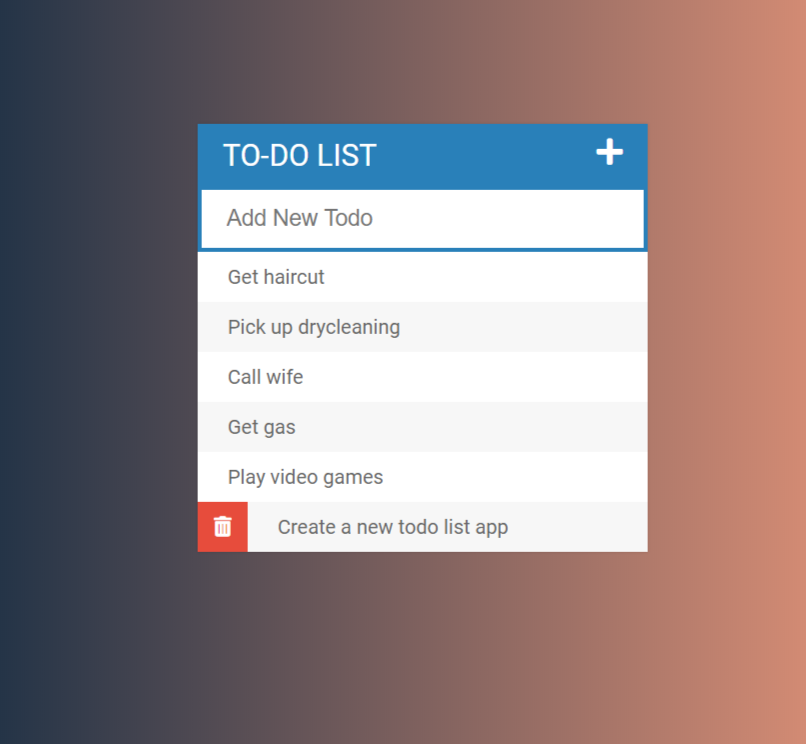 TO-DO LIST
Add New Todo
Get haircut
Pick up drycleaning
Call wife
Get gas
Play video games
Create a new todo list app